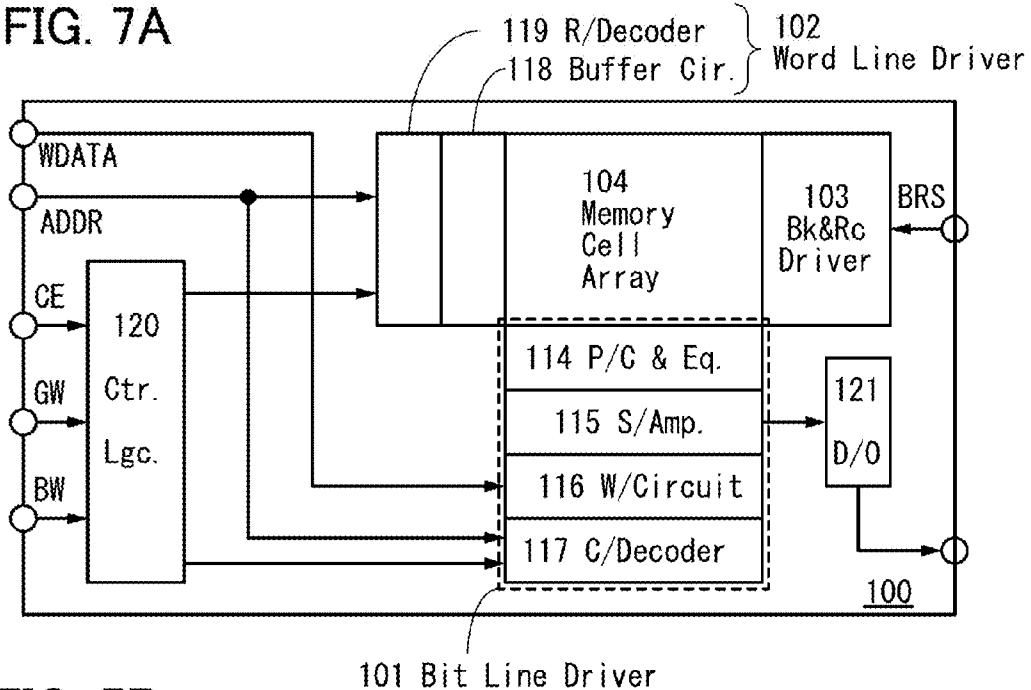 FIG. 7A
119 R/Decoder
118 Buffer Cir.
102
Word Line Driver
WDATA
ADDR
CE
GW
BW
120
Ctr.
Lgc.
104
Memory
Cell
Array
103
Bk&Rc
Driver
BRS
114 P/C & Eq.
115 S/Amp.
116 W/Circuit
117 C/Decoder
121
D/O
100
101 Bit Line Driver